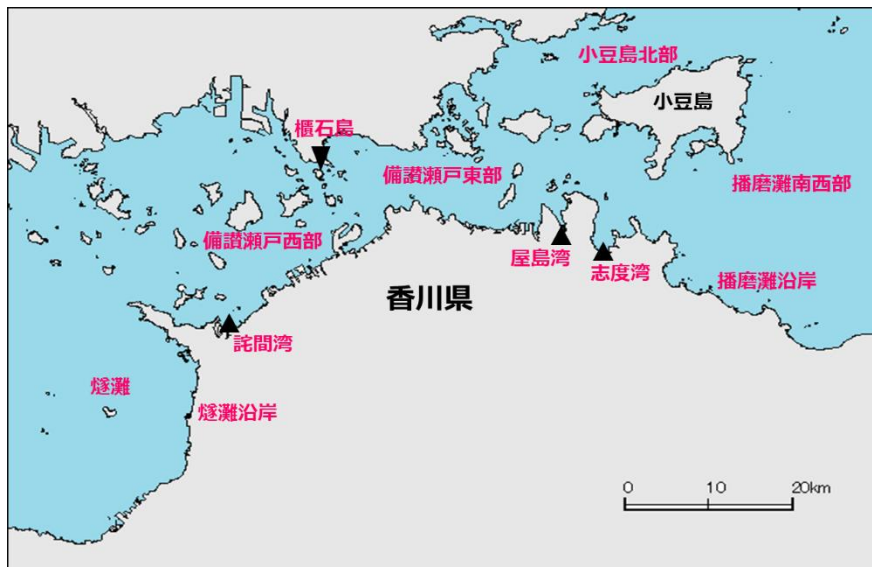 小豆島北部
小豆島
櫃石島
備讃瀬戸東部
播磨灘南西部
備讃瀬戸西部
屋島湾
志度湾
播磨灘沿岸
香川県
詫間湾
燧灘
燧灘沿岸
0 10 20km